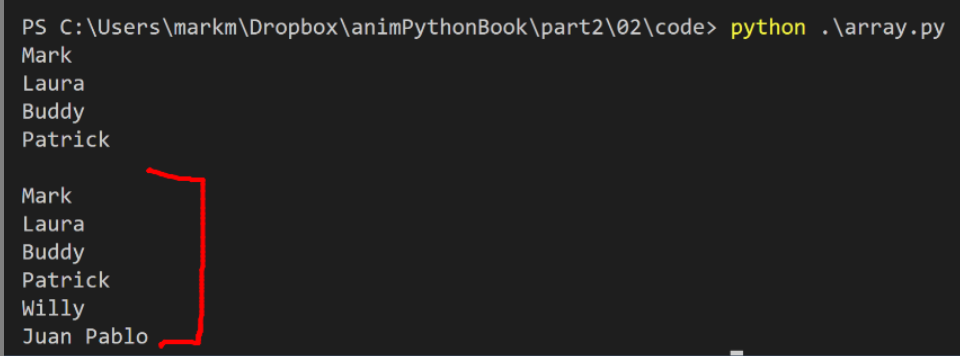 PS C:\Users\markm\Dropbox\animPythonBook\part2\02\code> python .\array.py
Mark
Laura
Buddy
Patrick
Mark
Laura
Buddy
Patrick
Willy
Juan Pablo